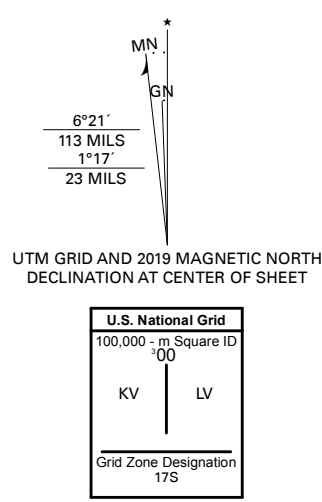 ★
MN
GN
6°21´
113 MILS
1°17´
23 MILS
UTM GRID AND 2019 MAGNETIC NORTH
DECLINATION AT CENTER OF SHEET
U.S. National Grid
100,000 - m Square ID
³00
KV LV
Grid Zone Designation
17S